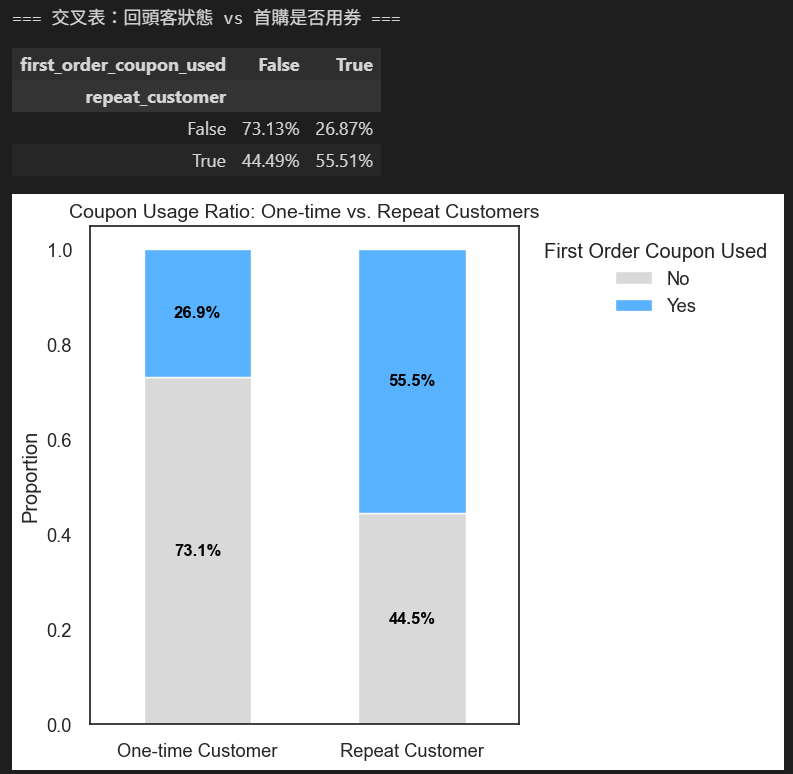 === 交叉表：回頭客狀態 vs 首購是否用券 ===
first_order_coupon_used False True
repeat_customer
False 73.13% 26.87%
True 44.49% 55.51%
Coupon Usage Ratio: One-time vs. Repeat Customers
First Order Coupon Used
No
Yes
Proportion
1.0
0.8
0.6
0.4
0.2
0.0
26.9%
73.1%
55.5%
44.5%
One-time Customer
Repeat Customer